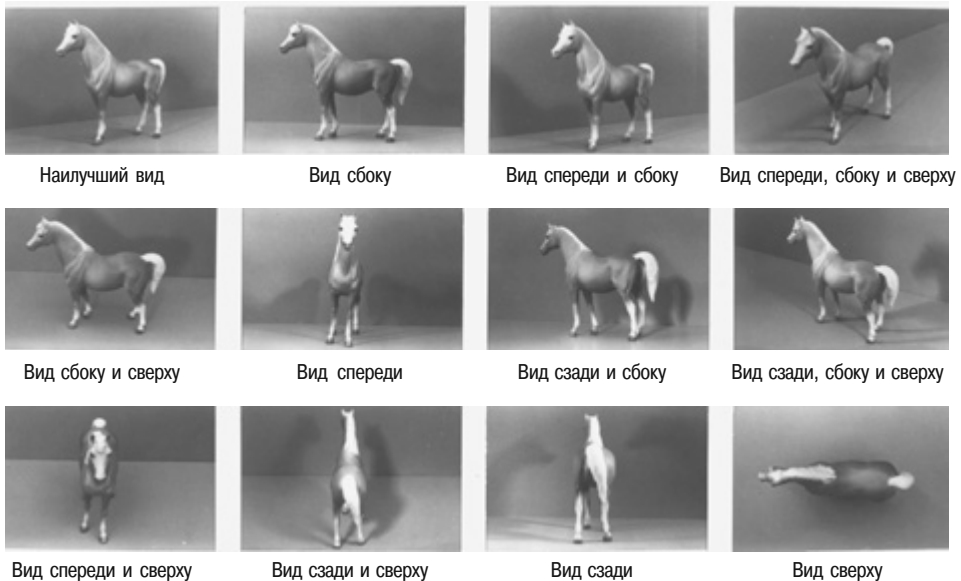 Наилучший вид
Вид сбоку
Вид спереди и сбоку
Вид спереди, сбоку и сверху
Вид сбоку и сверху
Вид спереди
Вид сзади и сбоку
Вид сзади, сбоку и сверху
Вид спереди и сверху
Вид сзади и сверху
Вид сзади
Вид сверху